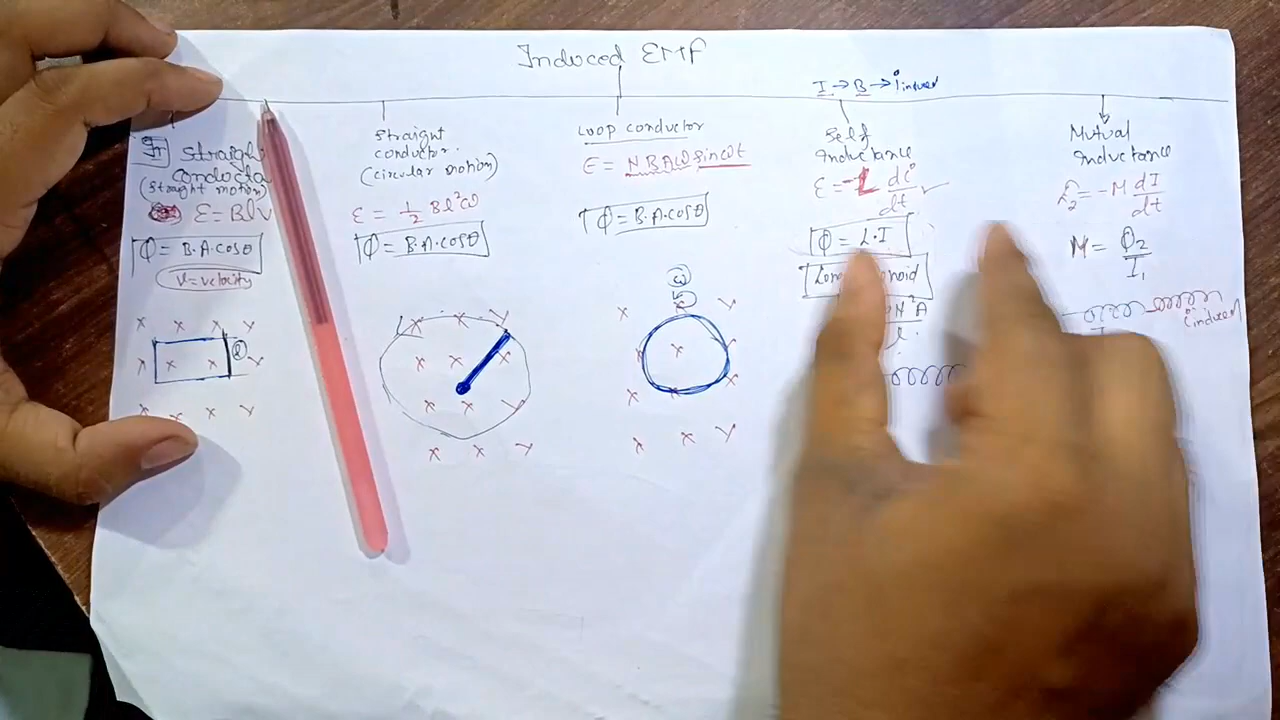 Induced EMF
I → B → i induced
straight
(straight motion)
ε = Blv
φ = B.A.cosθ
v = velocity
straight
conductor.
(circular motion)
ε = 1/2 Bl²ω
φ = B.A.cosθ
Loop conductor
ε = NBAω sinωt
φ = B.A.cosθ
ω
Self
inductance
ε = -L di/dt
φ = L.I
N²A
l
Mutual
inductance
ε₂ = -M dI/dt
M = φ₂/I₁
i induced
l